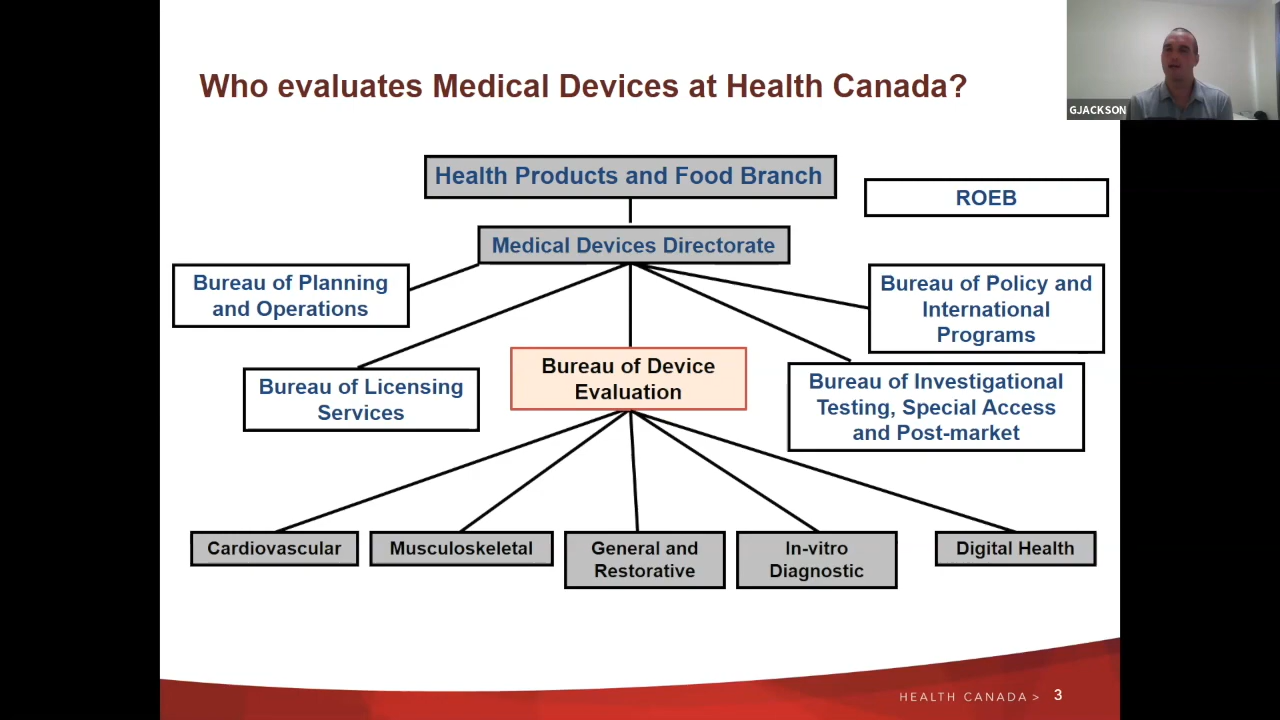 Who evaluates Medical Devices at Health Canada?
GJACKSON
Health Products and Food Branch
ROEB
Medical Devices Directorate
Bureau of Planning
and Operations
Bureau of Policy and
International
Programs
Bureau of Licensing
Services
Bureau of Device
Evaluation
Bureau of Investigational
Testing, Special Access
and Post-market
Cardiovascular
Musculoskeletal
General and
Restorative
In-vitro
Diagnostic
Digital Health
HEALTH CANADA > 3